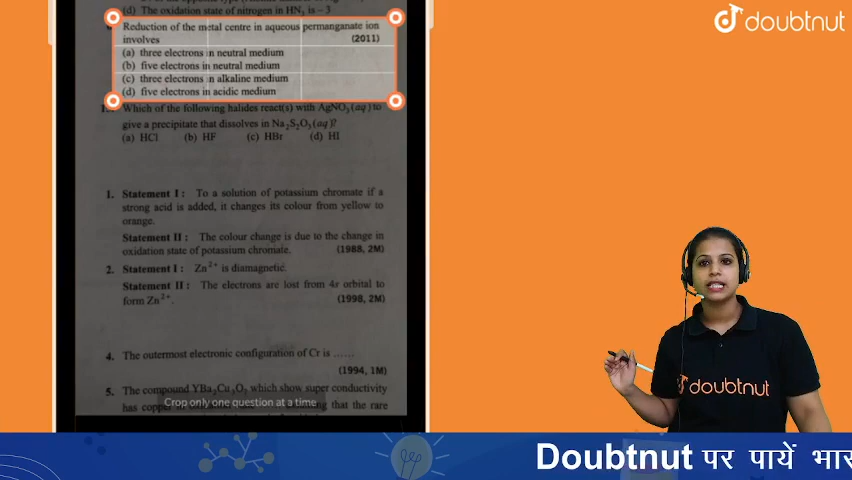 doubtnut
(d) The oxidation state of nitrogen in HN₃ is – 3
Reduction of the metal centre in aqueous permanganate ion
involves (2011)
(a) three electrons in neutral medium
(b) five electrons in neutral medium
(c) three electrons in alkaline medium
(d) five electrons in acidic medium
Which of the following halides react(s) with AgNO₃(aq) to
give a precipitate that dissolves in Na₂S₂O₃(aq)?
(a) HCl (b) HF (c) HBr (d) HI
1. Statement I : To a solution of potassium chromate if a
strong acid is added, it changes its colour from yellow to
orange.
Statement II : The colour change is due to the change in
oxidation state of potassium chromate. (1988, 2M)
2. Statement I : Zn²⁺ is diamagnetic.
Statement II : The electrons are lost from 4s orbital to
form Zn²⁺. (1998, 2M)
4. The outermost electronic configuration of Cr is ......
(1994, 1M)
5. The compound YBa₂Cu₃O₇ which show super conductivity
has copper that the rare
Crop only one question at a time
doubtnut
Doubtnut पर पायें